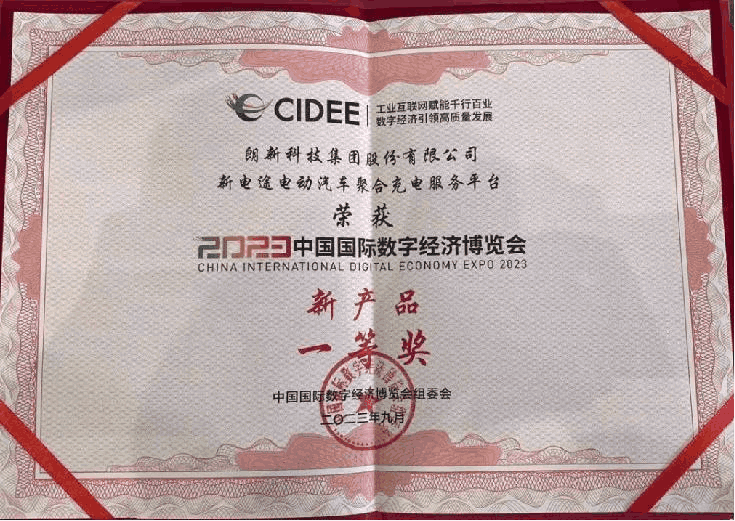 CIDEE
工业互联网赋能千行百业
数字经济引领高质量发展
朗新科技集团股份有限公司
新电途电动汽车聚合充电服务平台
荣获
2023中国国际数字经济博览会
CHINA INTERNATIONAL DIGITAL ECONOMY EXPO 2023
新产品
一等奖
中国国际数字经济博览会组委会
二〇二三年九月